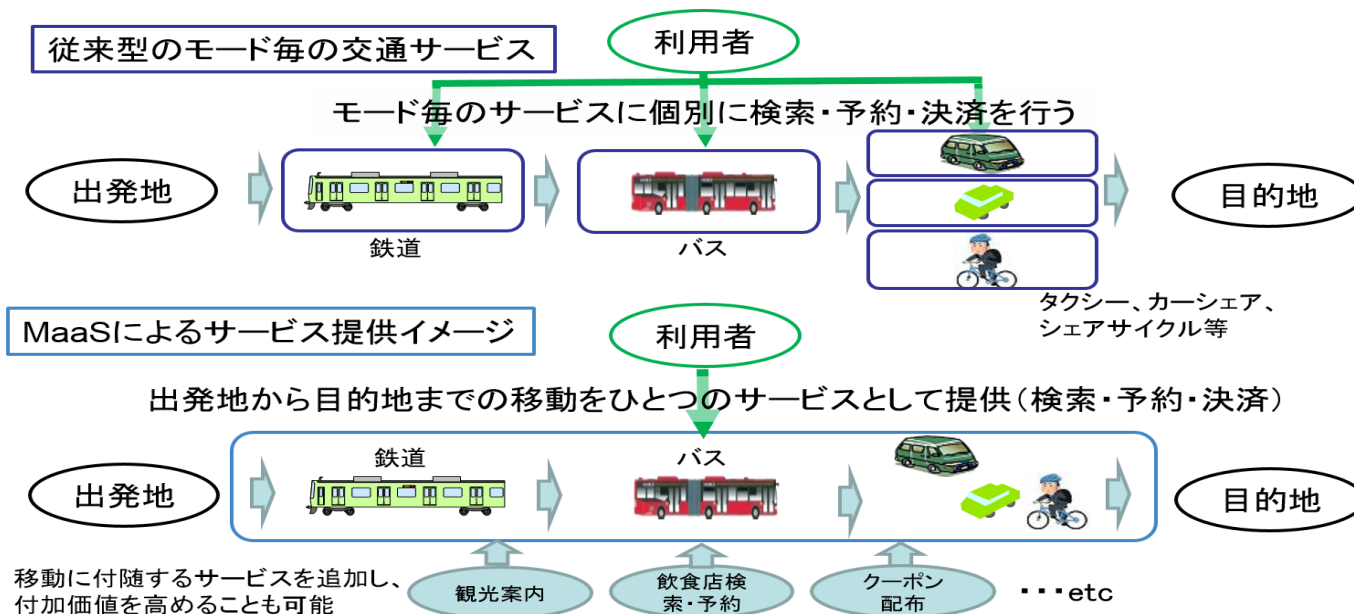 従来型のモード毎の交通サービス
利用者
モード毎のサービスに個別に検索・予約・決済を行う
出発地
目的地
鉄道
バス
タクシー、カーシェア、
シェアサイクル等
MaaSによるサービス提供イメージ
利用者
出発地から目的地までの移動をひとつのサービスとして提供（検索・予約・決済）
鉄道
バス
出発地
目的地
移動に付随するサービスを追加し、
付加価値を高めることも可能
観光案内
飲食店検
索・予約
クーポン
配布
・・・etc